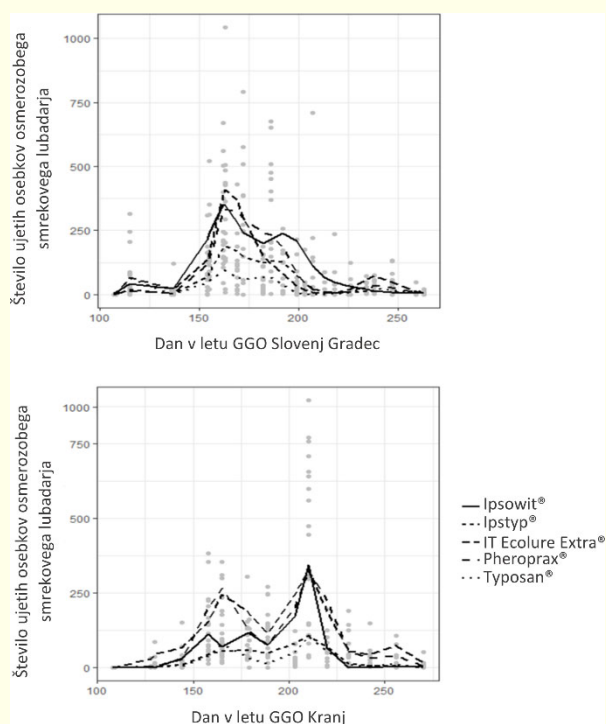 Število ujetih osebkov osmerozobega
smrekovega lubadarja
1000
750
500
250
0
100
150
200
250
Dan v letu GGO Slovenj Gradec
Število ujetih osebkov osmerozobega
smrekovega lubadarja
1000
750
500
250
0
100
150
200
250
Dan v letu GGO Kranj
Ipsowit®
Ipstyp®
IT Ecolure Extra®
Pheroprax®
Typosan®